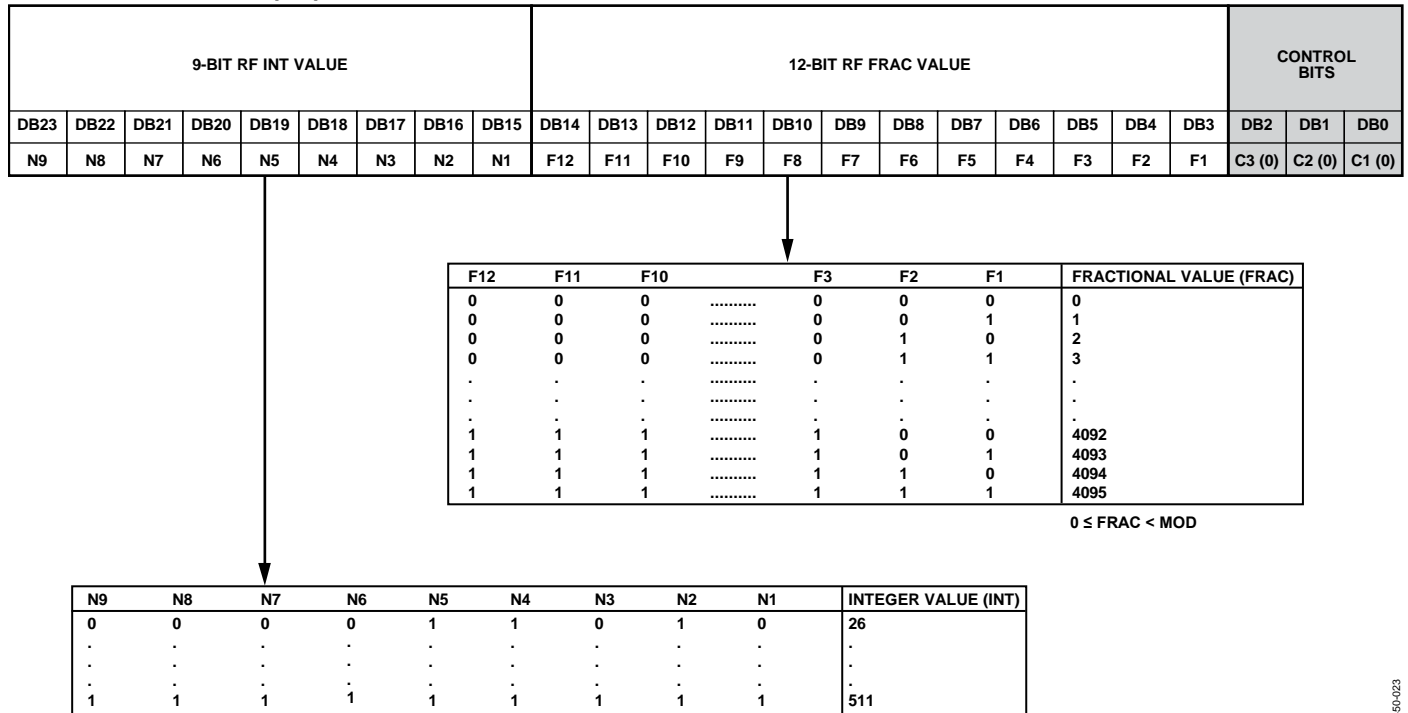 9-BIT RF INT VALUE 12-BIT RF FRAC VALUE CONTROL
BITS
DB23 DB22 DB21 DB20 DB19 DB18 DB17 DB16 DB15 DB14 DB13 DB12 DB11 DB10 DB9 DB8 DB7 DB6 DB5 DB4 DB3 DB2 DB1 DB0
N9 N8 N7 N6 N5 N4 N3 N2 N1 F12 F11 F10 F9 F8 F7 F6 F5 F4 F3 F2 F1 C3 (0) C2 (0) C1 (0)
F12 F11 F10 F3 F2 F1 FRACTIONAL VALUE (FRAC)
0 0 0 .......... 0 0 0 0
0 0 0 .......... 0 0 1 1
0 0 0 .......... 0 1 0 2
0 0 0 .......... 0 1 1 3
. . . .......... . . . .
. . . .......... . . . .
. . . .......... . . . .
1 1 1 .......... 1 0 0 4092
1 1 1 .......... 1 0 1 4093
1 1 1 .......... 1 1 0 4094
1 1 1 .......... 1 1 1 4095
0 ≤ FRAC < MOD
N9 N8 N7 N6 N5 N4 N3 N2 N1 INTEGER VALUE (INT)
0 0 0 0 1 1 0 1 0 26
. . . . . . . . . .
. . . . . . . . . .
. . . . . . . . . .
1 1 1 1 1 1 1 1 1 511
50-023